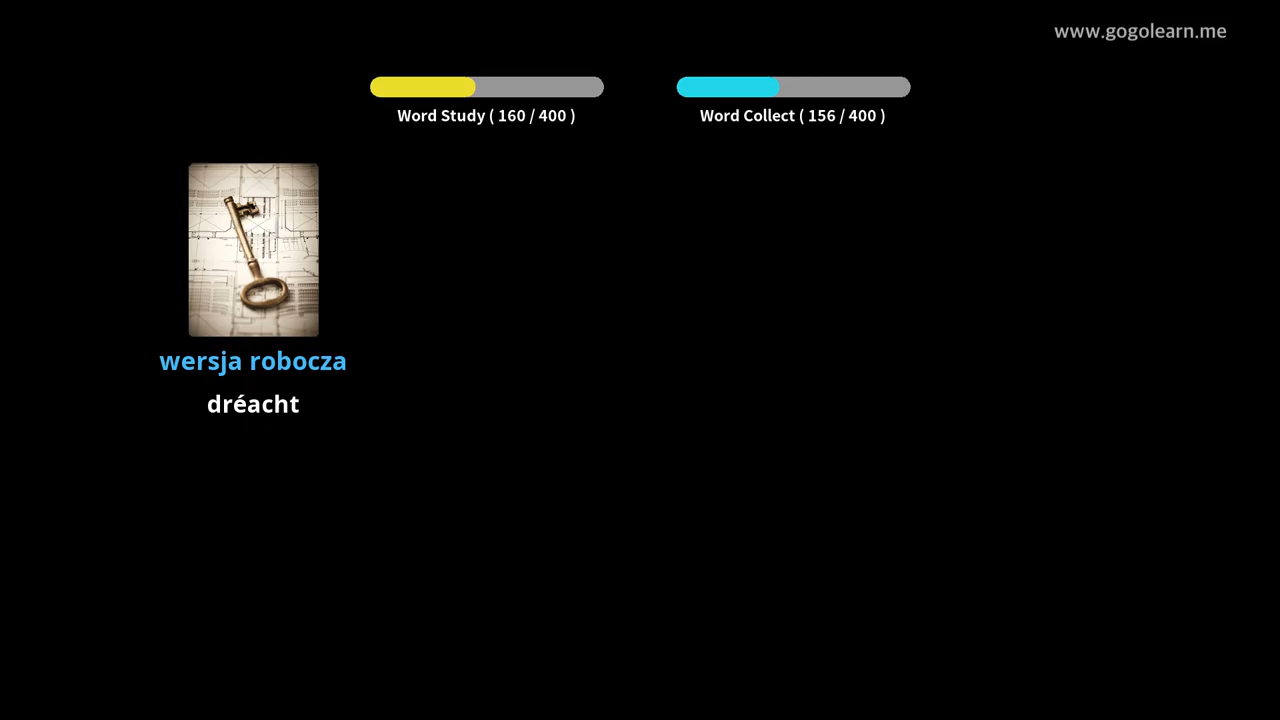 www.gogolearn.me
Word Study ( 160 / 400 )
Word Collect ( 156 / 400 )
wersja robocza
dréacht